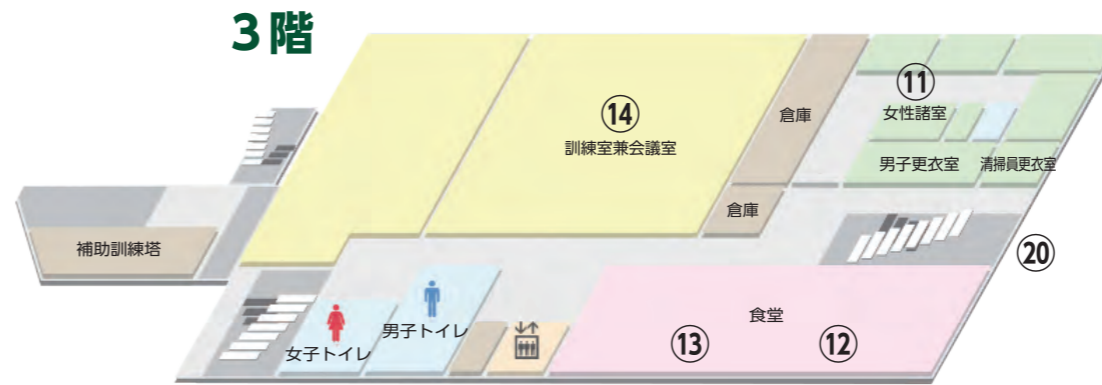 3階
⑪
女性諸室
倉庫
⑭
訓練室兼会議室
男子更衣室
清掃員更衣室
倉庫
補助訓練塔
⑳
食堂
男子トイレ
女子トイレ
⑬
⑫